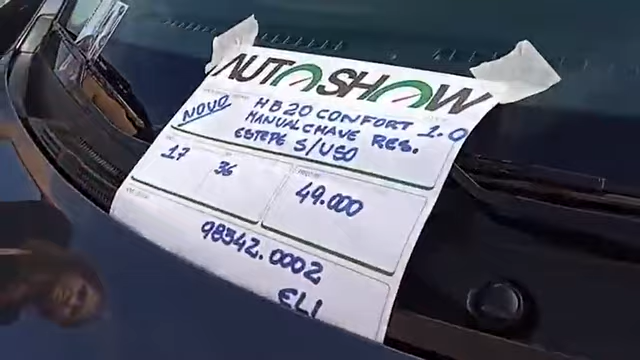 AUTOSHOW
NOVO
HB20 CONFORT 1.0
MANUAL CHAVE RES.
ESTEPE S/USO
17 36 49.000
98342.0002
ELI